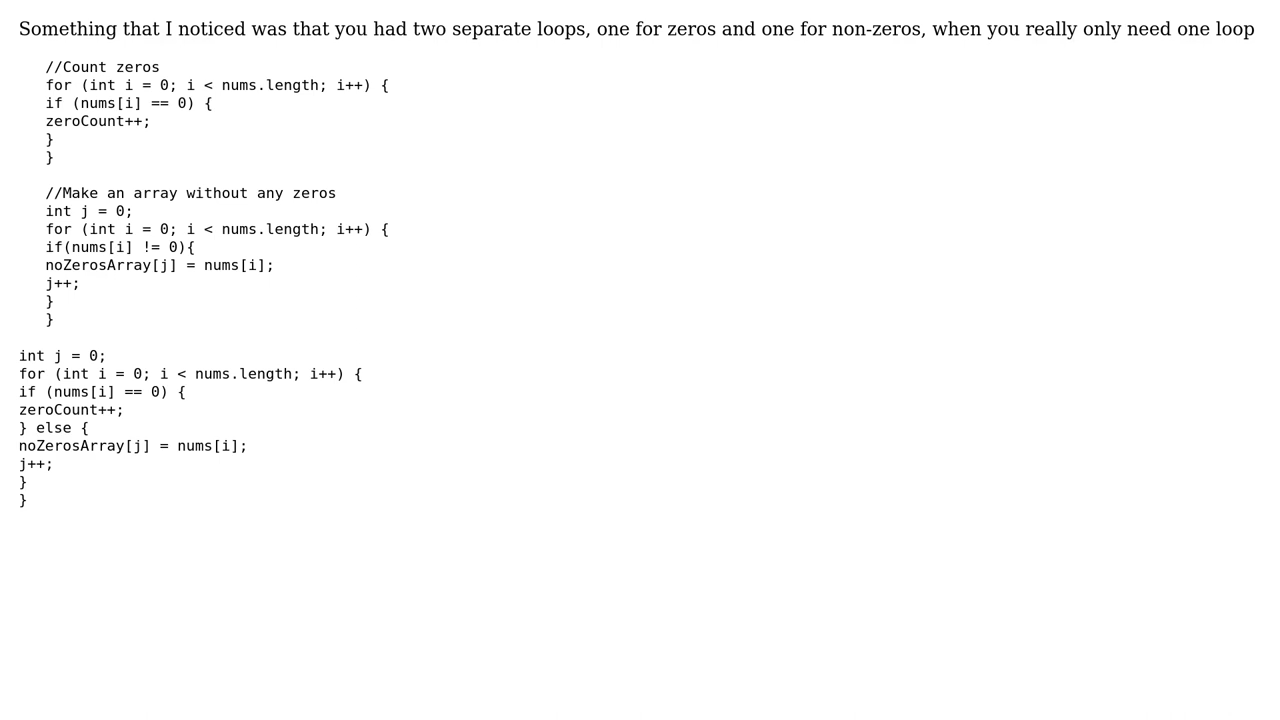 Something that I noticed was that you had two separate loops, one for zeros and one for non-zeros, when you really only need one loop
//Count zeros
for (int i = 0; i < nums.length; i++) {
if (nums[i] == 0) {
zeroCount++;
}
}
//Make an array without any zeros
int j = 0;
for (int i = 0; i < nums.length; i++) {
if(nums[i] != 0){
noZerosArray[j] = nums[i];
j++;
}
}
int j = 0;
for (int i = 0; i < nums.length; i++) {
if (nums[i] == 0) {
zeroCount++;
} else {
noZerosArray[j] = nums[i];
j++;
}
}